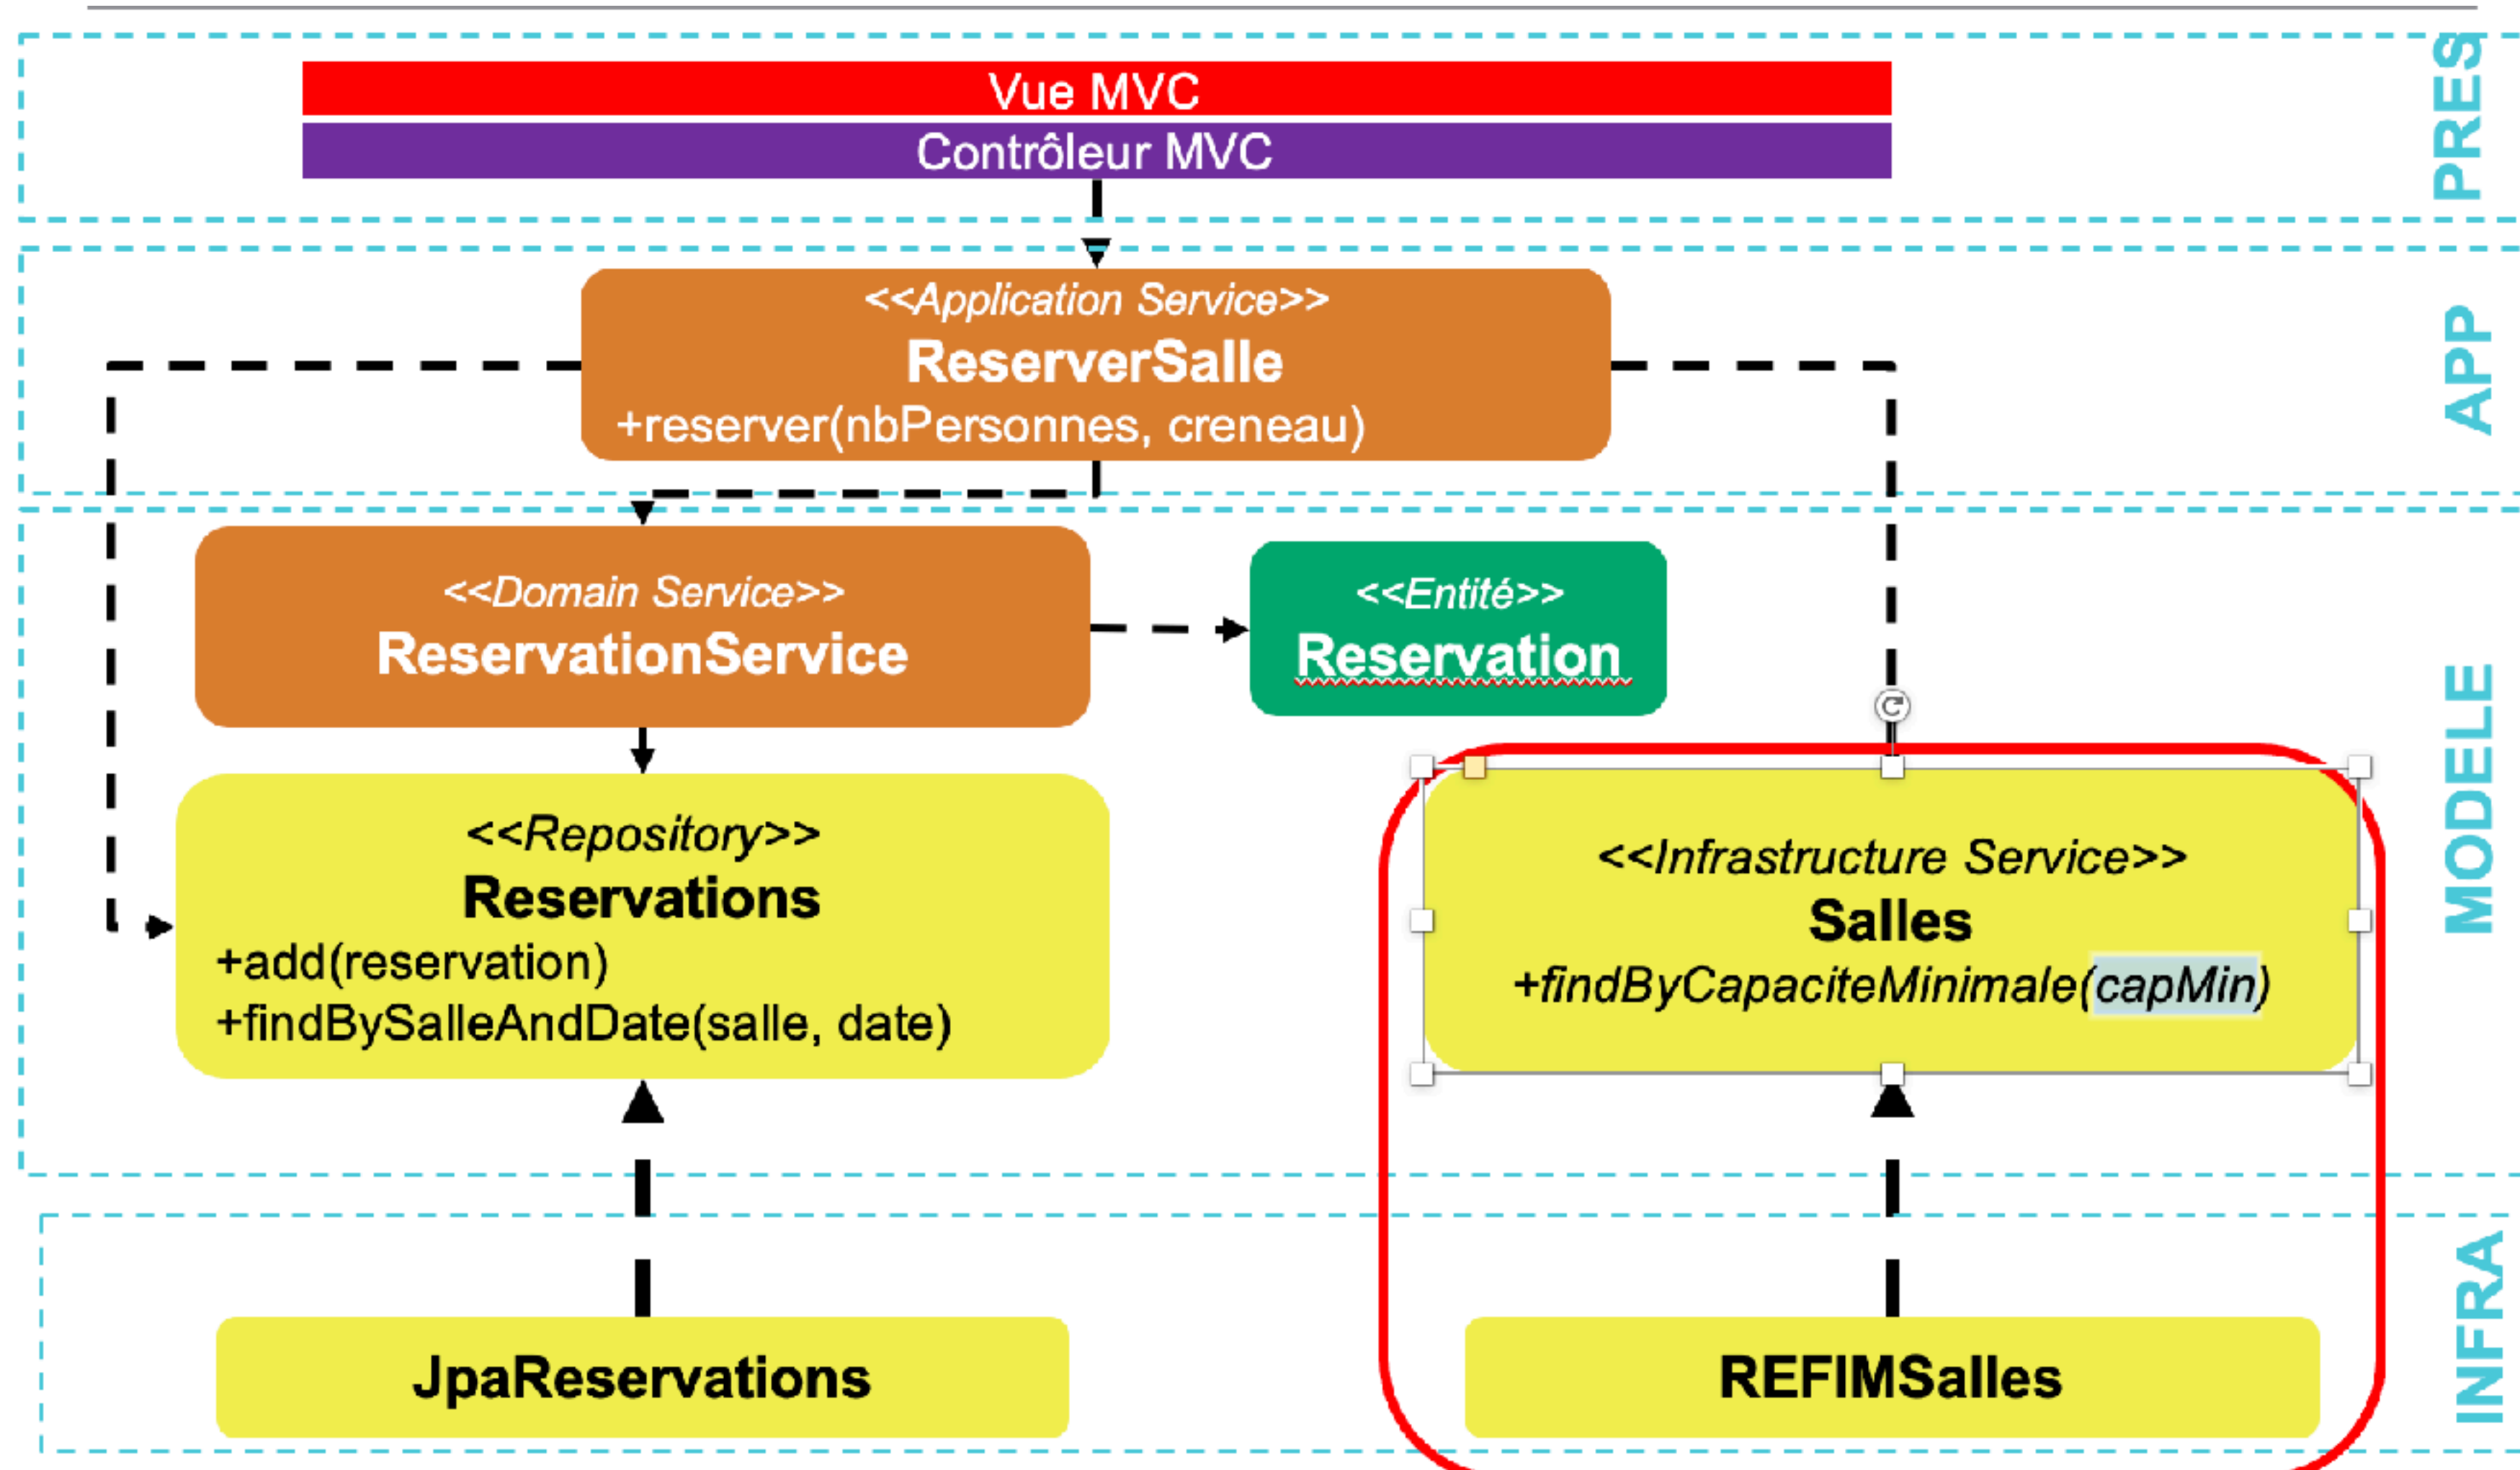 Vue MVC
Contrôleur MVC
PRES
<<Application Service>>
ReserverSalle
+reserver(nbPersonnes, creneau)
APP
<<Domain Service>>
ReservationService
<<Entité>>
Reservation
<<Repository>>
Reservations
+add(reservation)
+findBySalleAndDate(salle, date)
<<Infrastructure Service>>
Salles
+findByCapaciteMinimale(capMin)
MODELE
JpaReservations
REFIMSalles
INFRA